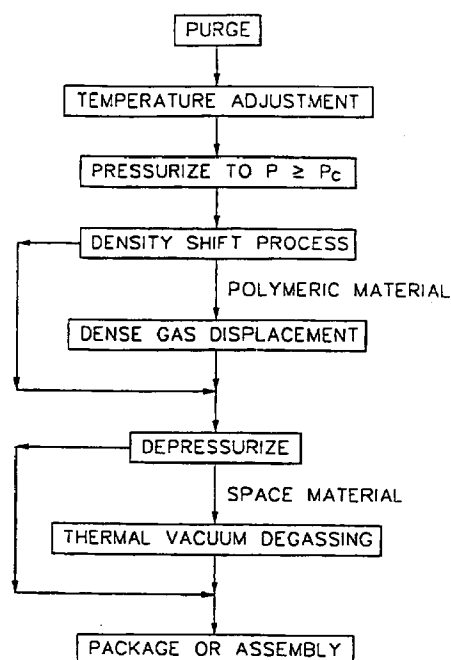 PURGE
TEMPERATURE ADJUSTMENT
PRESSURIZE TO P ≥ Pc
DENSITY SHIFT PROCESS
POLYMERIC MATERIAL
DENSE GAS DISPLACEMENT
DEPRESSURIZE
SPACE MATERIAL
THERMAL VACUUM DEGASSING
PACKAGE OR ASSEMBLY